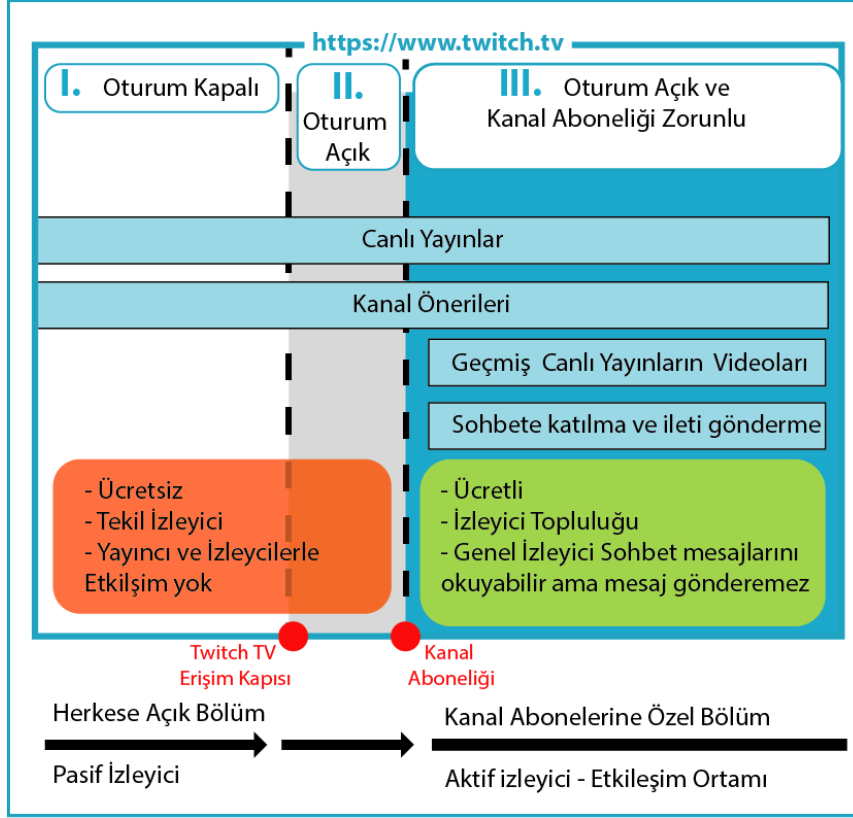 https://www.twitch.tv
I. Oturum Kapalı
II.
Oturum
Açık
III. Oturum Açık ve
Kanal Aboneliği Zorunlu
Canlı Yayınlar
Kanal Önerileri
Geçmiş Canlı Yayınların Videoları
Sohbete katılma ve ileti gönderme
- Ücretsiz
- Tekil İzleyici
- Yayıncı ve İzleycilerle
Etkilşim yok
- Ücretli
- İzleyici Topluluğu
- Genel İzleyici Sohbet mesajlarını
okuyabilir ama mesaj gönderemez
Twitch TV
Erişim Kapısı
Kanal
Aboneliği
Herkese Açık Bölüm
Pasif İzleyici
Kanal Abonelerine Özel Bölüm
Aktif izleyici - Etkileşim Ortamı